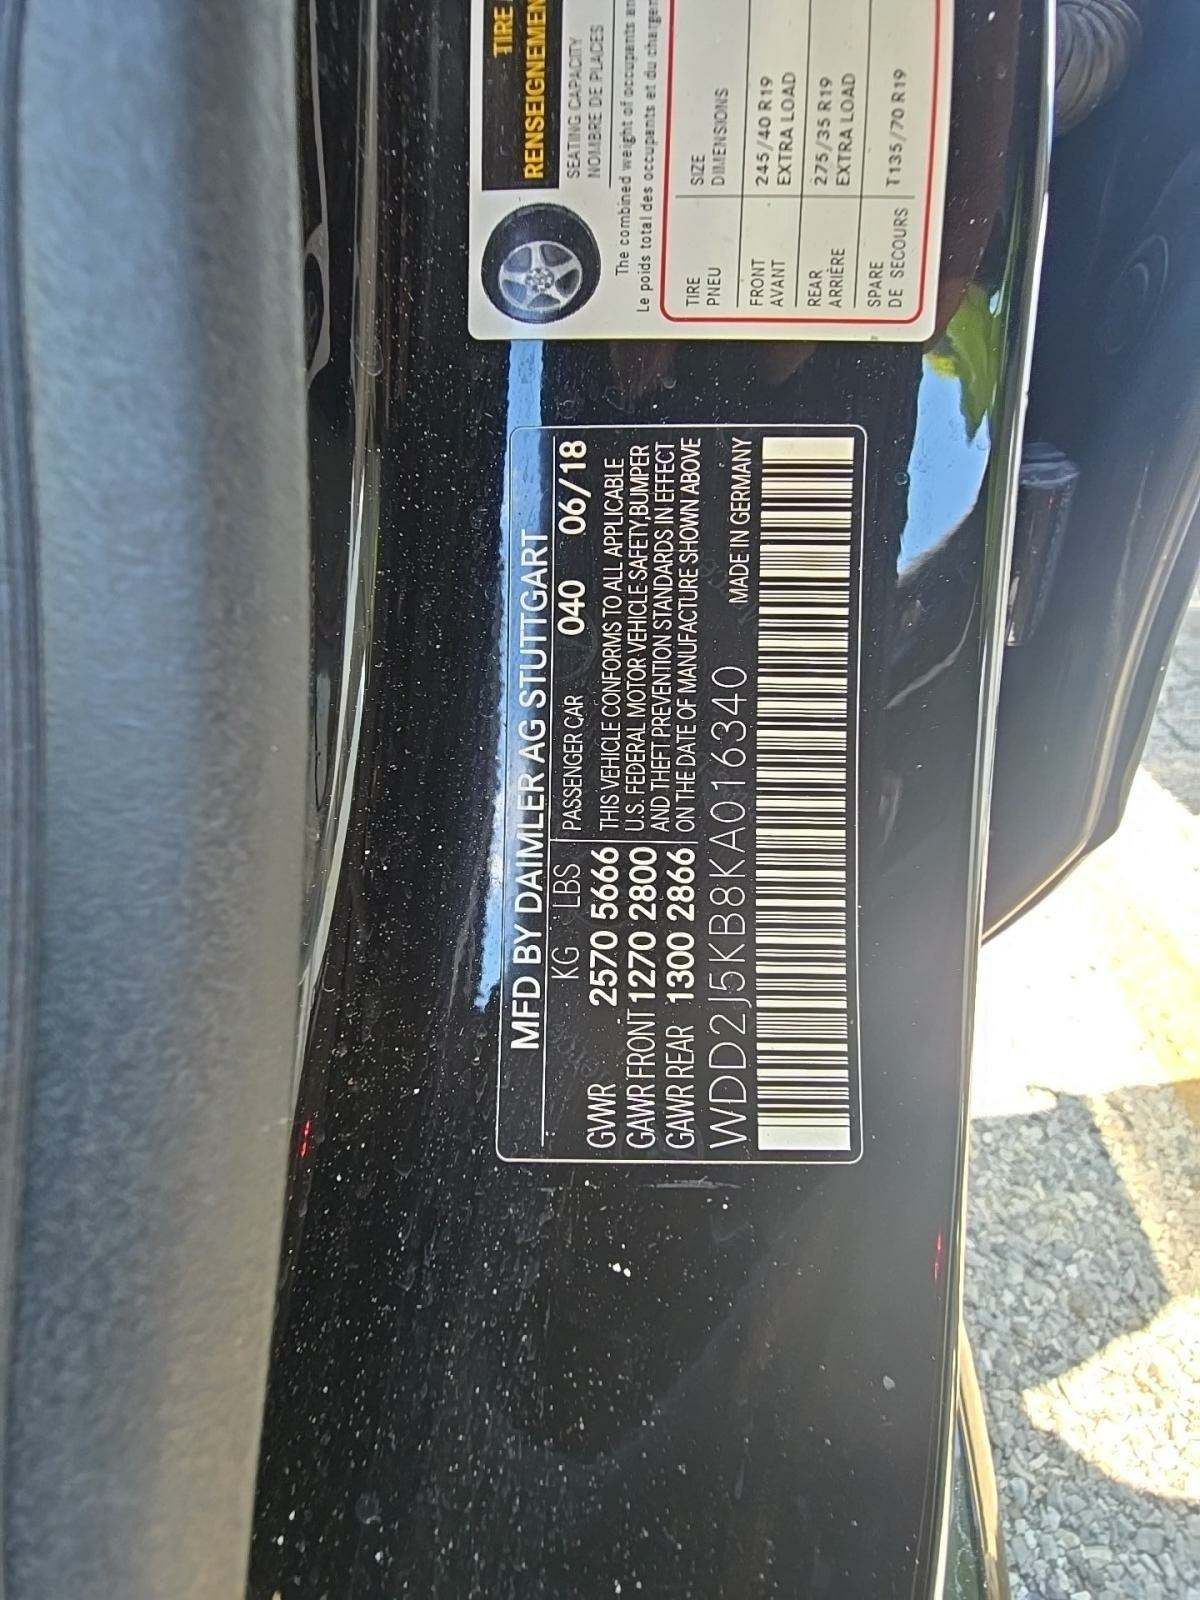 MFD BY DAIMLER AG STUTTGART
KG LBS PASSENGER CAR 040 06/18
GVWR 2570 5666 THIS VEHICLE CONFORMS TO ALL APPLICABLE
GAWR FRONT 1270 2800 U.S. FEDERAL MOTOR VEHICLE SAFETY,BUMPER
GAWR REAR 1300 2866 AND THEFT PREVENTION STANDARDS IN EFFECT
ON THE DATE OF MANUFACTURE SHOWN ABOVE
WDD2J5KB8KA016340 MADE IN GERMANY
TIRE
RENSEIGNEMEN
SEATING CAPACITY
NOMBRE DE PLACES
The combined weight of occupants
Le poids total des occupants et du
TIRE SIZE
PNEU DIMENSIONS
FRONT 245/40 R19
AVANT EXTRA LOAD
REAR 275/35 R19
ARRIÈRE EXTRA LOAD
SPARE
DE SECOURS T135/70 R19